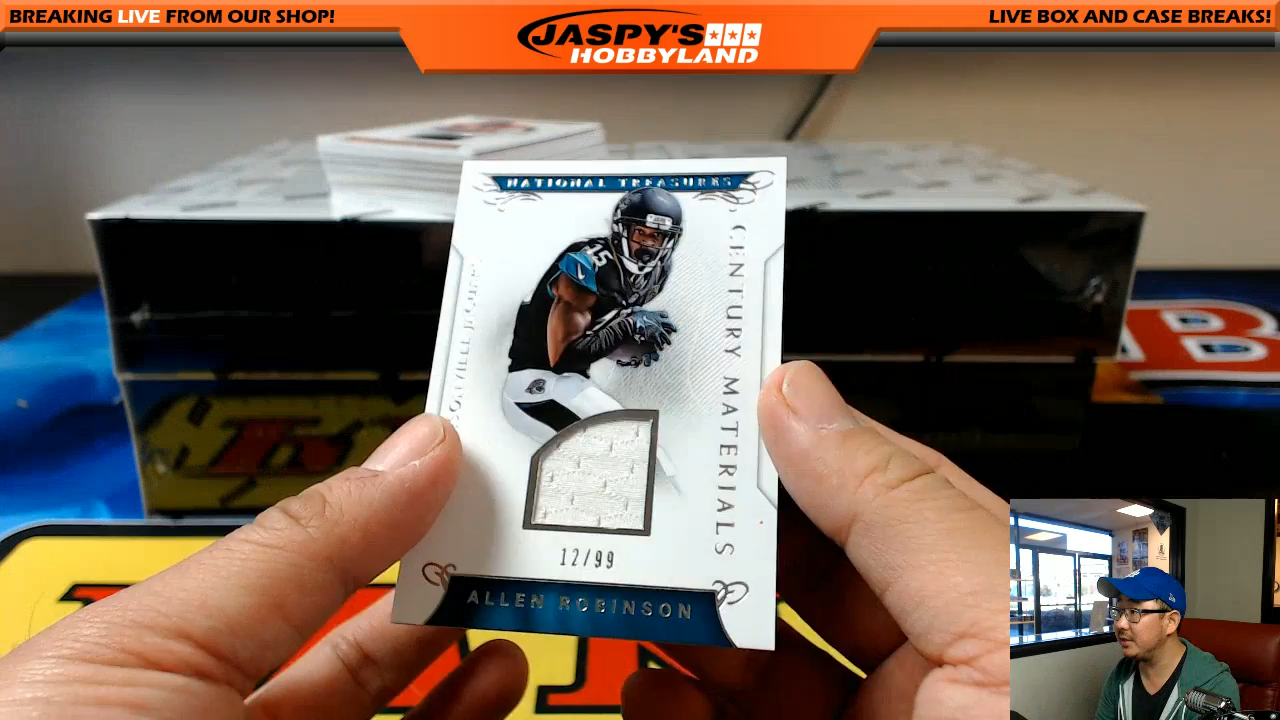 BREAKING LIVE FROM OUR SHOP!
JASPY'S
HOBBYLAND
LIVE BOX AND CASE BREAKS!
NATIONAL TREASURES
CENTURY MATERIALS
15
12/99
ALLEN ROBINSON
B